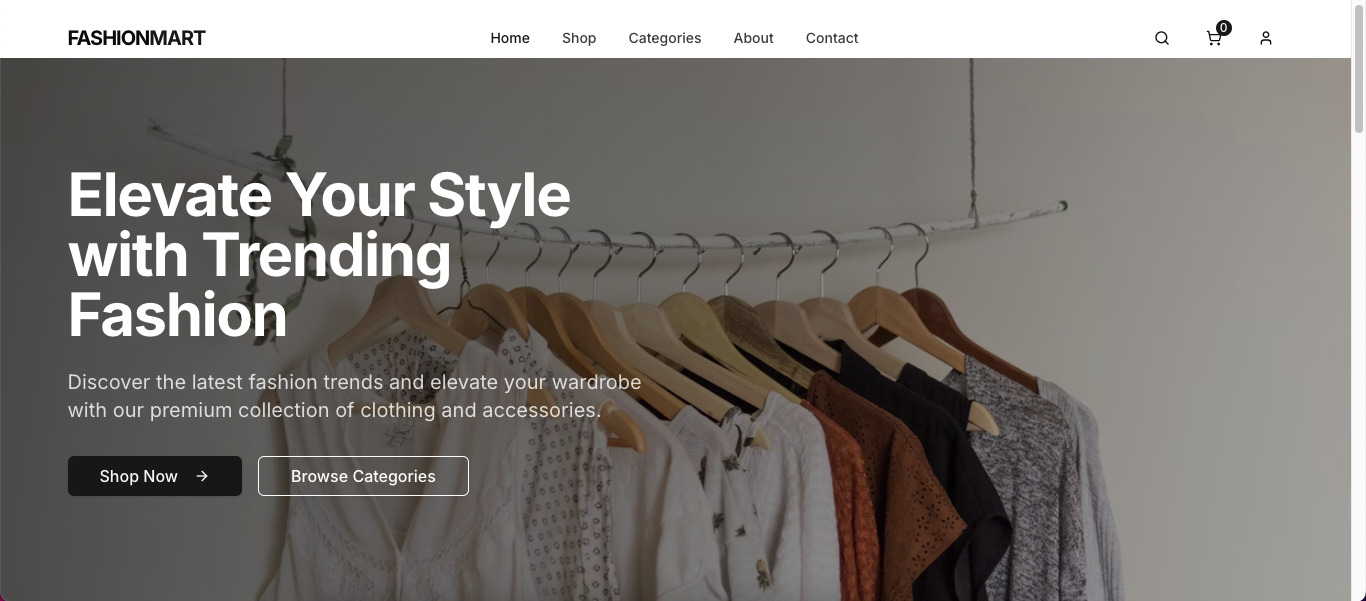 FASHIONMART
Home Shop Categories About Contact
0
Elevate Your Style
with Trending
Fashion
Discover the latest fashion trends and elevate your wardrobe
with our premium collection of clothing and accessories.
Shop Now
Browse Categories